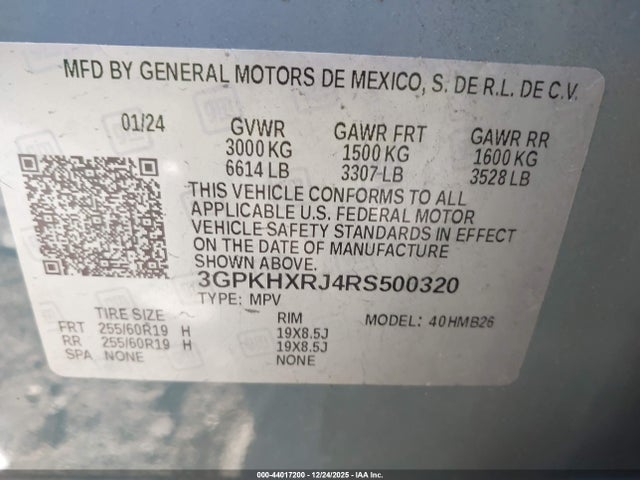 MFD BY GENERAL MOTORS DE MEXICO, S. DE R.L. DE C.V.
01/24 GVWR GAWR FRT GAWR RR
3000 KG 1500 KG 1600 KG
6614 LB 3307 LB 3528 LB
THIS VEHICLE CONFORMS TO ALL
APPLICABLE U.S. FEDERAL MOTOR
VEHICLE SAFETY STANDARDS IN EFFECT
ON THE DATE OF MANUFACTURE
SHOWN ABOVE.
3GPKHXRJ4RS500320
TYPE: MPV
TIRE SIZE RIM MODEL: 40HMB26
FRT 255/60R19 H 19X8.5J
RR 255/60R19 H 19X8.5J
SPA NONE NONE
000-44017200 - 12/24/2025 - IAA Inc.